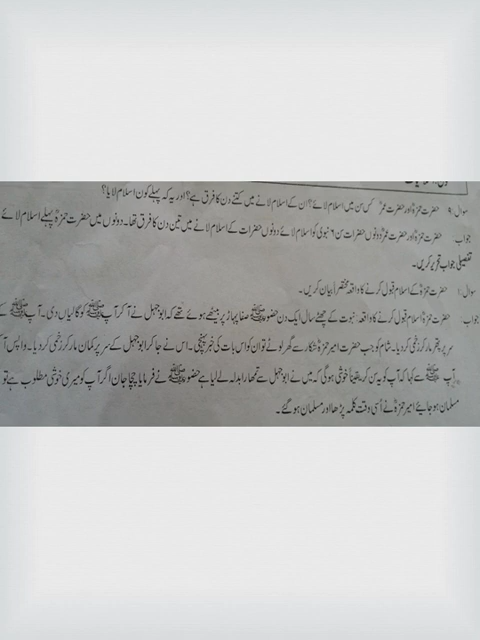 سوال: ۹ حضرت حمزہؓ اور حضرت عمرؓ کس سن میں اسلام لائے؟ ان کے اسلام لانے میں کتنے دن کا فرق ہے؟ اور یہ کہ پہلے کون اسلام لایا؟
جواب حضرت حمزہؓ اور حضرت عمرؓ دونوں حضرات سن ۶ نبوی کو اسلام لائے دونوں حضرات کے اسلام لانے میں تین دن کا فرق تھا۔ دونوں میں حضرت حمزہؓ پہلے اسلام لائے
تفصیلی جواب تحریر کریں۔
سوال: ۱ حضرت حمزہؓ کے اسلام قبول کرنے کا واقعہ مختصراً بیان کریں۔
جواب: حضرت حمزہؓ اسلام قبول کرنے کا واقعہ: نبوت کے چھٹے سال ایک دن حضور ﷺ صفا پہاڑ پر بیٹھے ہوئے تھے کہ ابوجہل نے آ کر آپ ﷺ کو گالیاں دی۔ آپ ﷺ کے
سر پر پتھر مار کر زخمی کر دیا۔ شام کو جب حضرت امیر حمزہؓ شکار سے گھر لوٹے تو ان کو اس بات کی خبر پہنچی۔ اس نے جا کر ابوجہل کے سر پر کمان مار کر زخمی کر دیا۔ واپس آ کر
آپ ﷺ سے کہا کہ آپ کو یہ سن کر یقیناً خوشی ہوگی کہ میں نے ابوجہل سے تمھارا بدلہ لے لیا ہے حضور ﷺ نے فرمایا چچا جان اگر آپ کو میری خوشی مطلوب ہے تو
مسلمان ہو جایئے امیر حمزہؓ نے اُسی وقت کلمہ پڑھا اور مسلمان ہو گئے۔